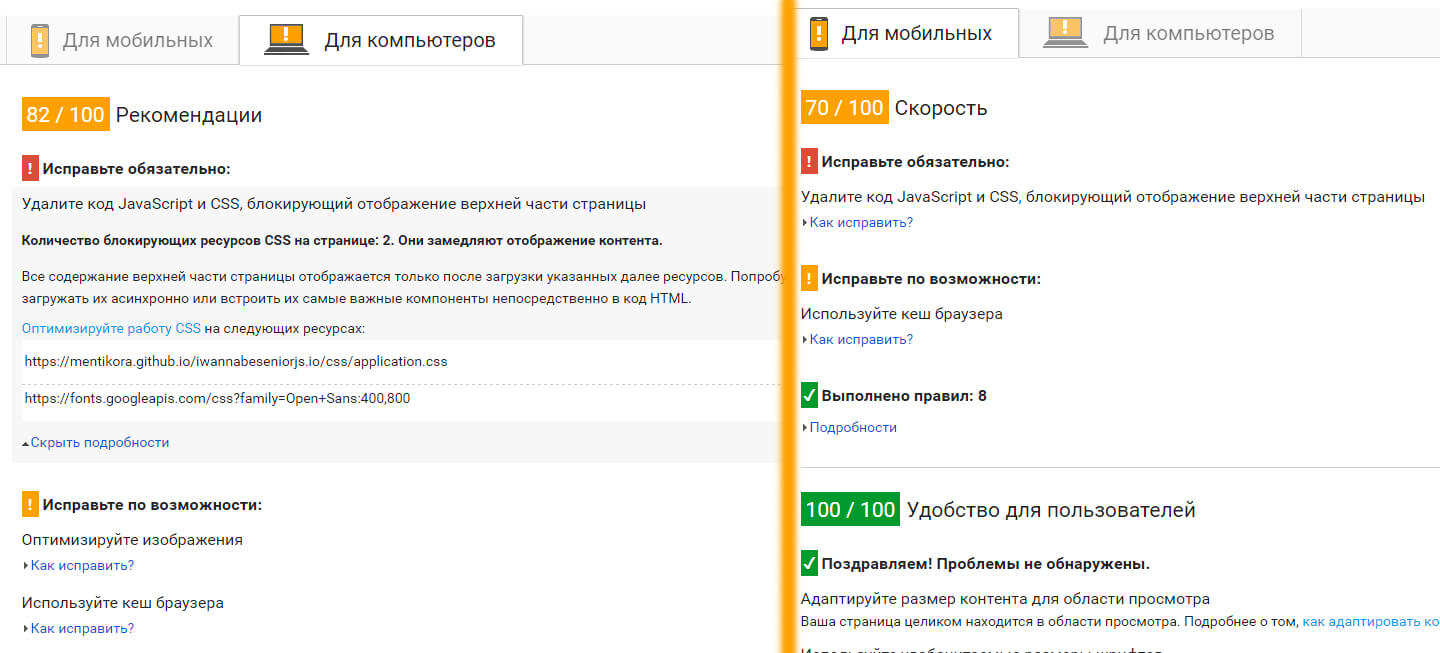 Для мобильных
Для компьютеров
82 / 100 Рекомендации
! Исправьте обязательно:
Удалите код JavaScript и CSS, блокирующий отображение верхней части страницы
Количество блокирующих ресурсов CSS на странице: 2. Они замедляют отображение контента.
Все содержание верхней части страницы отображается только после загрузки указанных далее ресурсов.
загружать их асинхронно или встроить их самые важные компоненты непосредственно в код HTML.
Оптимизируйте работу CSS на следующих ресурсах:
https://mentikora.github.io/iwannabeseniorjs.io/css/application.css
https://fonts.googleapis.com/css?family=Open+Sans:400,800
Скрыть подробности
! Исправьте по возможности:
Оптимизируйте изображения
Как исправить?
Используйте кеш браузера
Как исправить?
Для мобильных
Для компьютеров
70 / 100 Скорость
! Исправьте обязательно:
Удалите код JavaScript и CSS, блокирующий отображение верхней части страницы
Как исправить?
! Исправьте по возможности:
Используйте кеш браузера
Как исправить?
Выполнено правил: 8
Подробности
100 / 100 Удобство для пользователей
Поздравляем! Проблемы не обнаружены.
Адаптируйте размер контента для области просмотра
Ваша страница целиком находится в области просмотра. Подробнее о том, как адаптировать